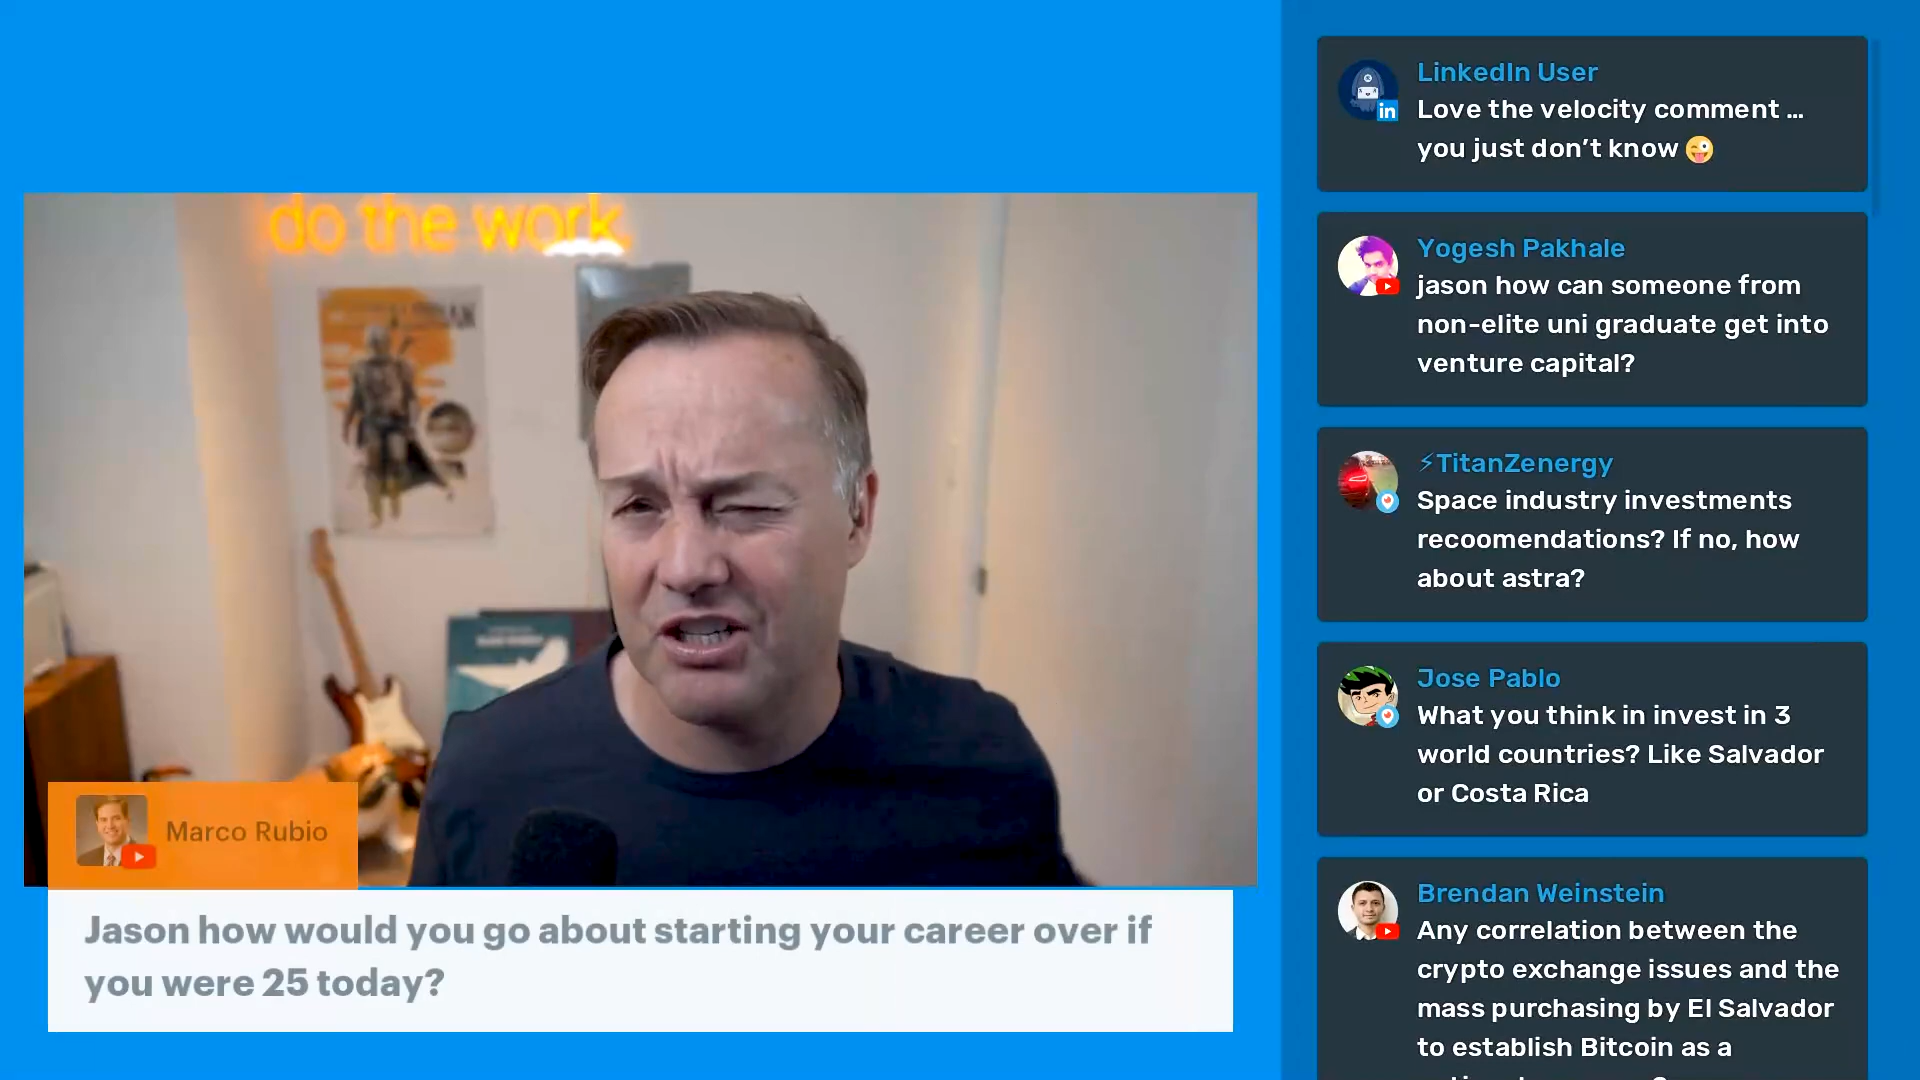 do the work
Marco Rubio
Jason how would you go about starting your career over if
you were 25 today?
LinkedIn User
Love the velocity comment ...
you just don’t know 😜
Yogesh Pakhale
jason how can someone from
non-elite uni graduate get into
venture capital?
⚡TitanZenergy
Space industry investments
recoomendations? If no, how
about astra?
Jose Pablo
What you think in invest in 3
world countries? Like Salvador
or Costa Rica
Brendan Weinstein
Any correlation between the
crypto exchange issues and the
mass purchasing by El Salvador
to establish Bitcoin as a